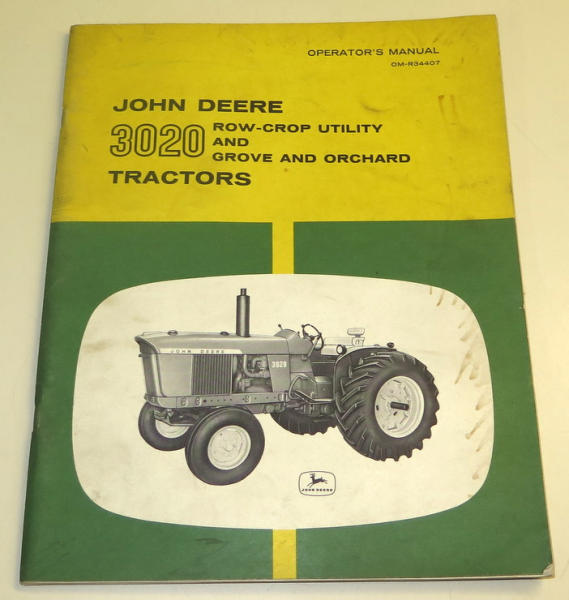 OPERATOR'S MANUAL
OM-R34407
JOHN DEERE
3020 ROW-CROP UTILITY
AND
GROVE AND ORCHARD
TRACTORS
JOHN DEERE
3020
JOHN DEERE